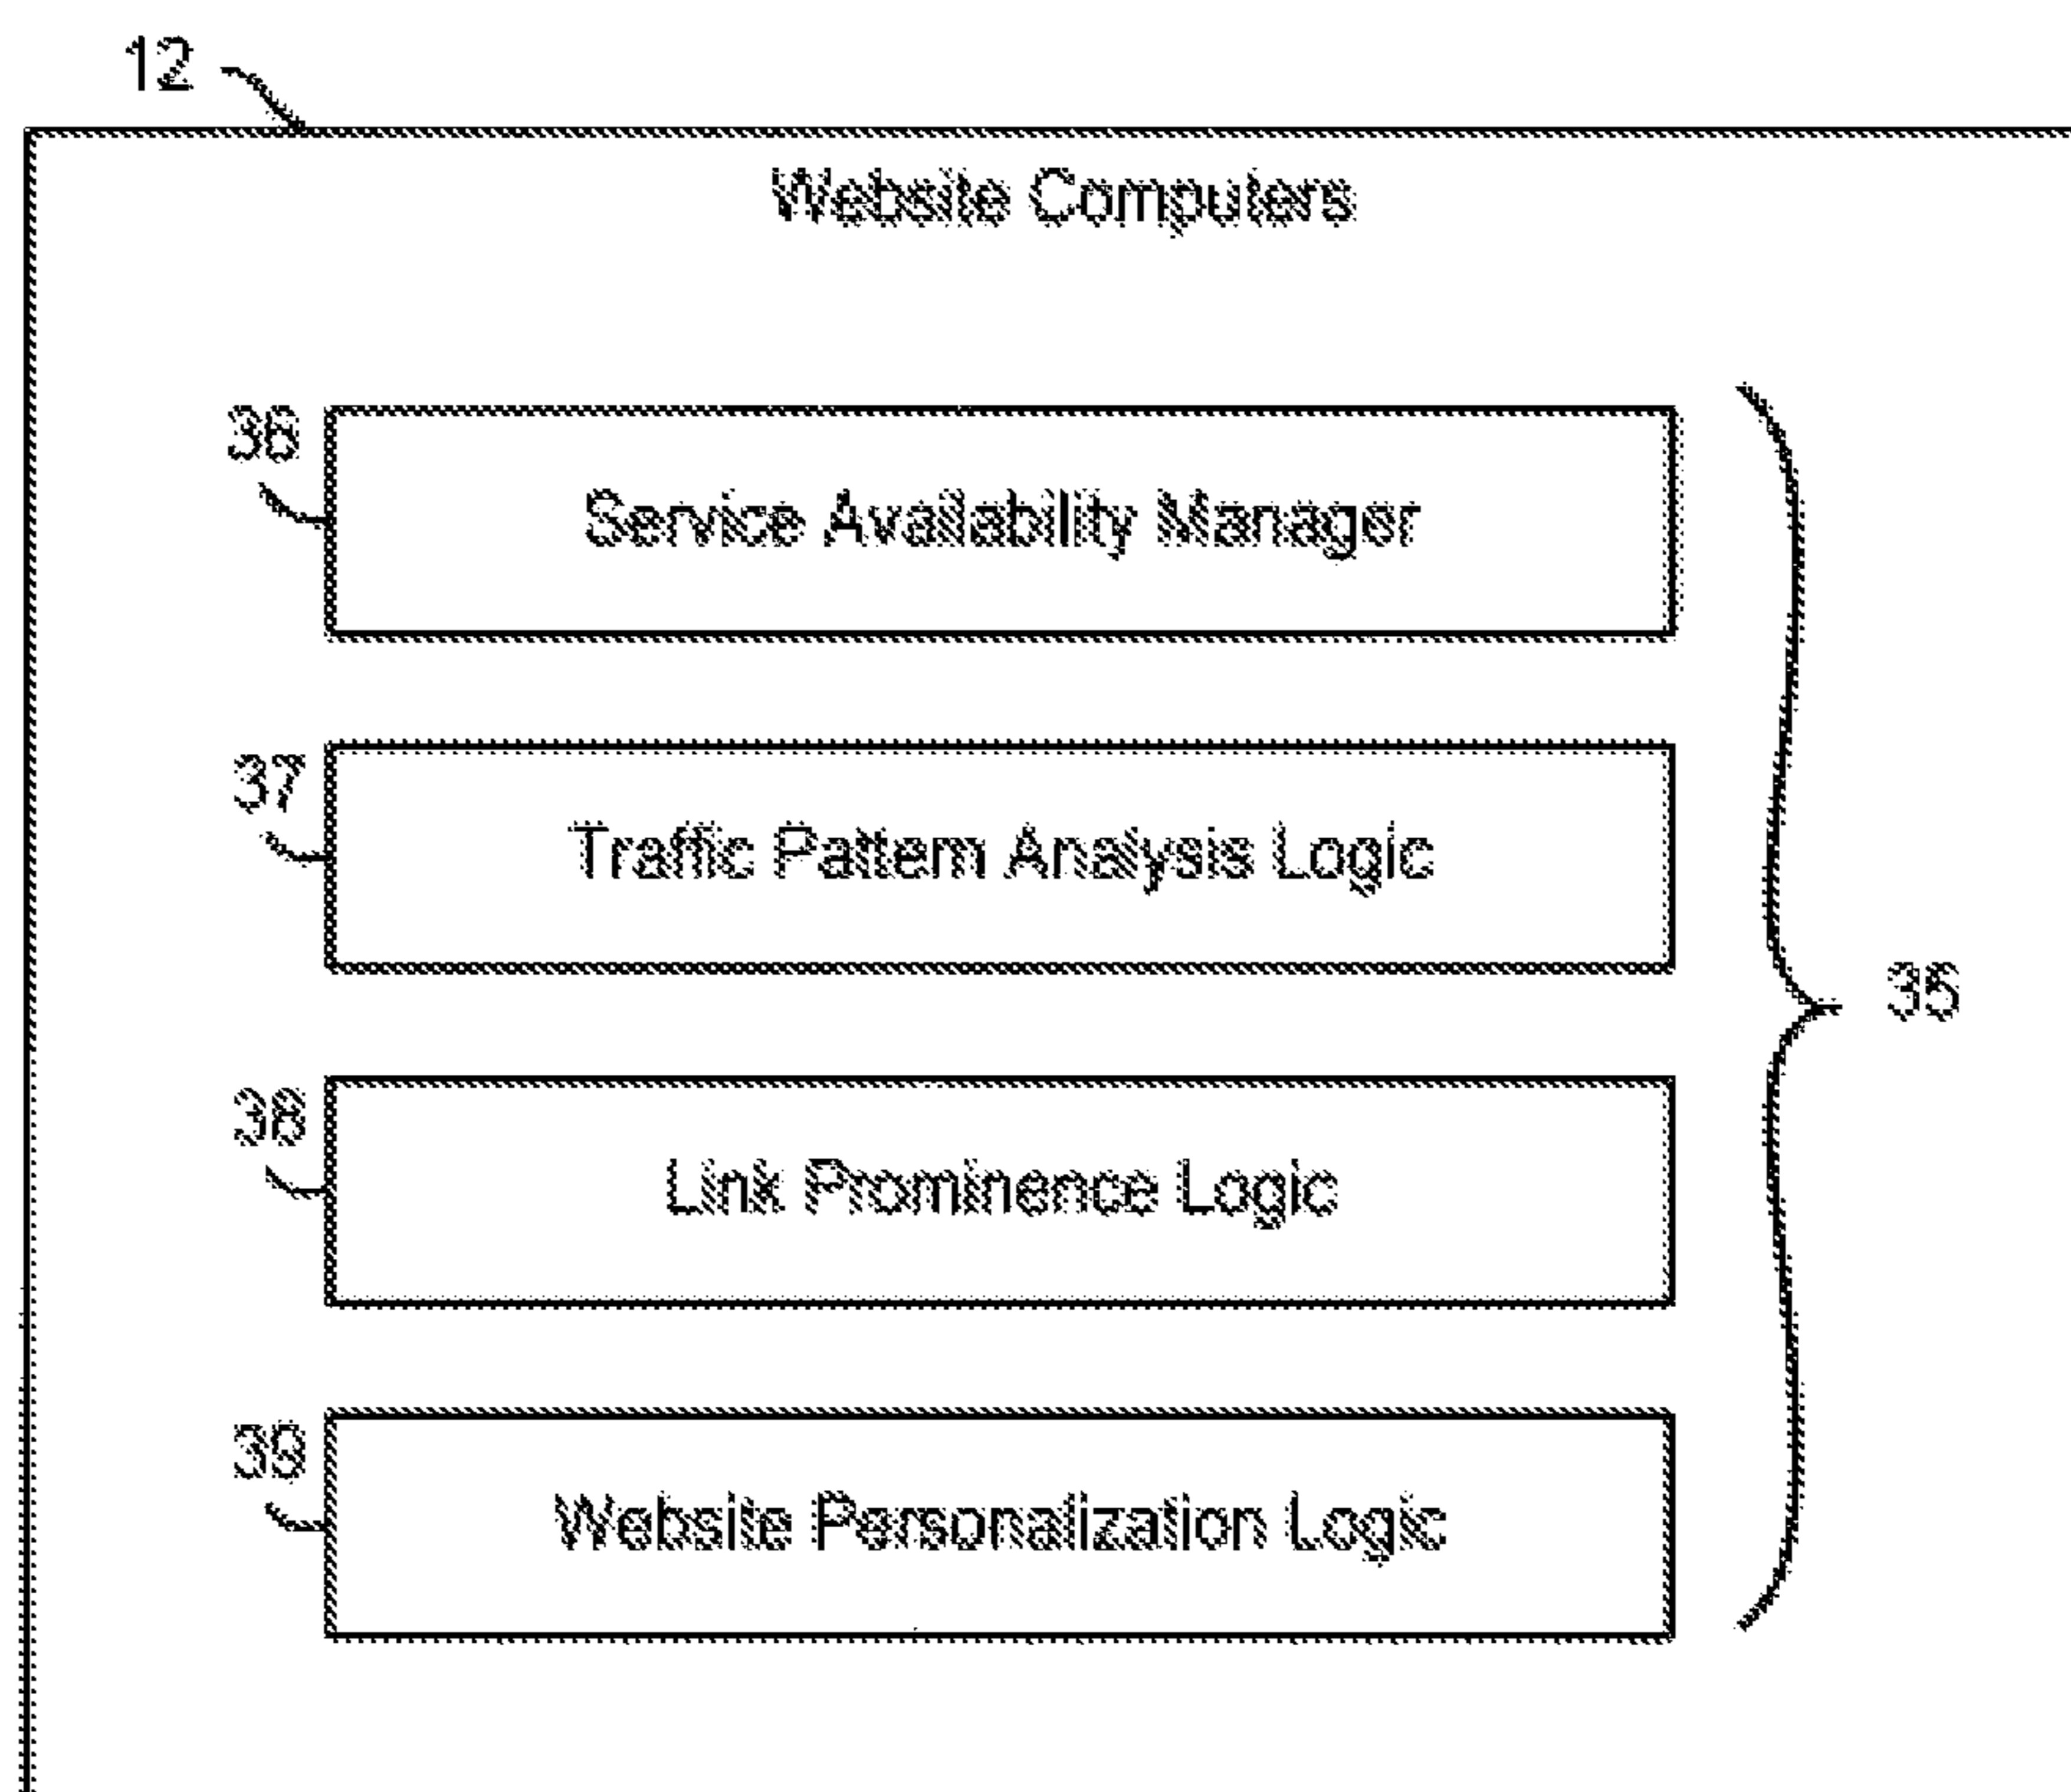 12
Website Computers
36
Service Availability Manager
37
Traffic Pattern Analysis Logic
35
38
Link Prominence Logic
39
Website Personalization Logic